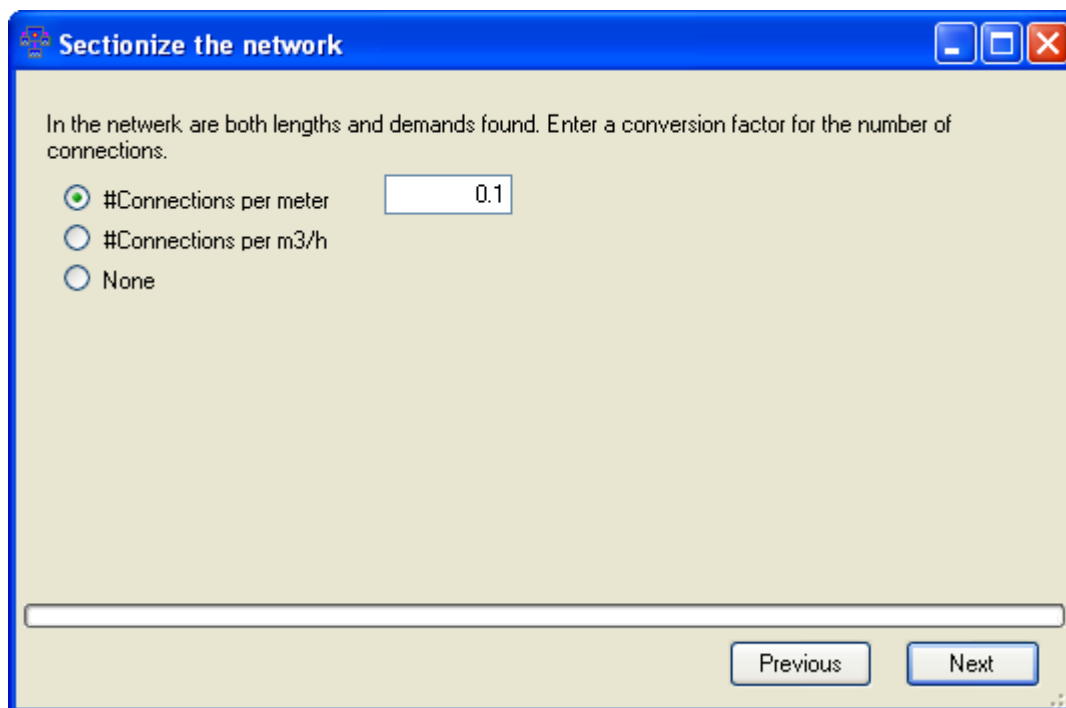 Sectionize the network
In the netwerk are both lengths and demands found. Enter a conversion factor for the number of
connections.
#Connections per meter 0.1
#Connections per m3/h
None
Previous Next